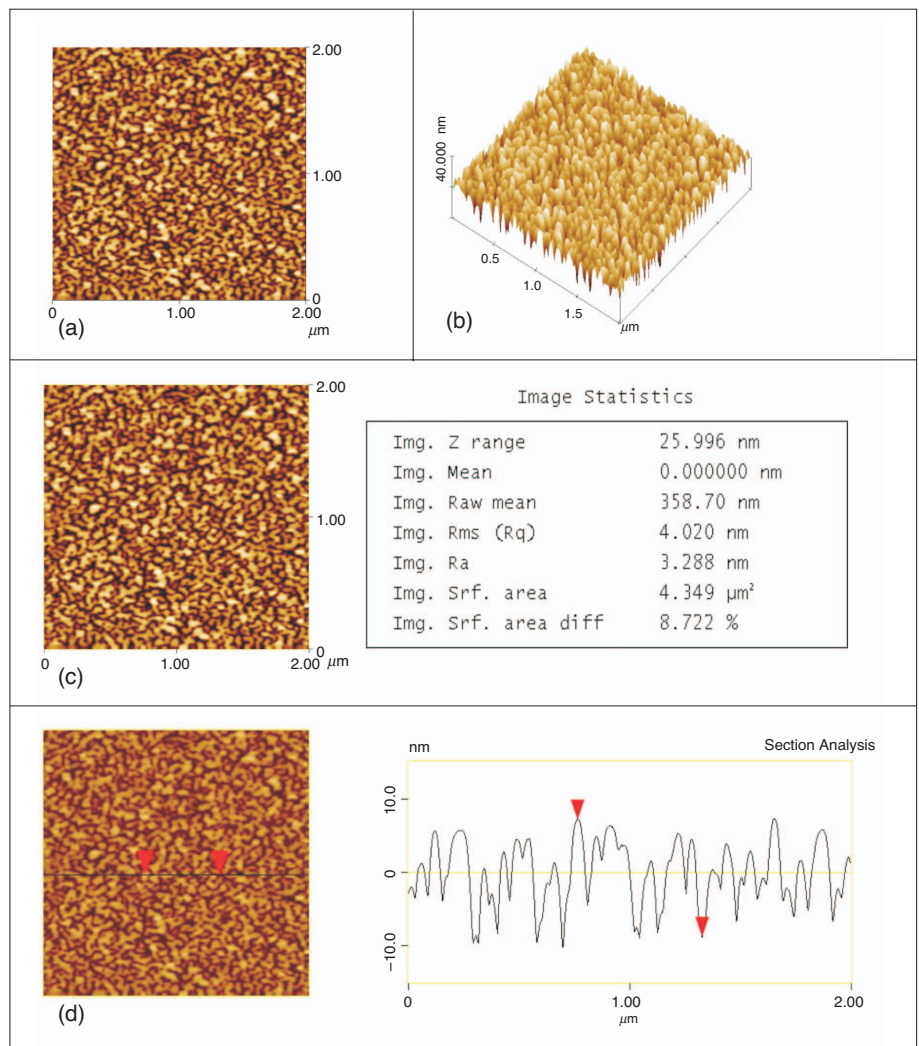 2.00
1.00
0
0 1.00 2.00
μm
(a)
40.000 nm
0.5
1.0
1.5
μm
(b)
2.00
1.00
0
0 1.00 2.00 μm
(c)
Image Statistics
Img. Z range 25.996 nm
Img. Mean 0.000000 nm
Img. Raw mean 358.70 nm
Img. Rms (Rq) 4.020 nm
Img. Ra 3.288 nm
Img. Srf. area 4.349 μm²
Img. Srf. area diff 8.722 %
(d)
nm Section Analysis
10.0
0
−10.0
0 1.00 2.00
μm